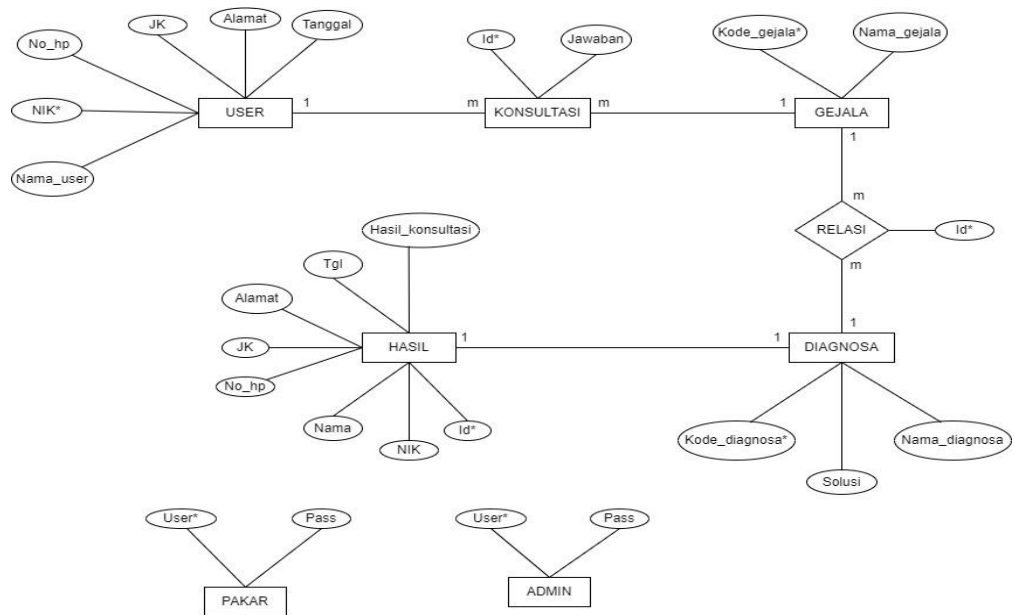 JK
Alamat
Tanggal
No_hp
NIK*
Nama_user
USER
1
m
Id*
Jawaban
KONSULTASI
m
1
Kode_gejala*
Nama_gejala
GEJALA
1
m
RELASI
Id*
m
1
Hasil_konsultasi
Tgl
Alamat
JK
No_hp
HASIL
1
1
DIAGNOSA
Nama
NIK
Id*
Kode_diagnosa*
Solusi
Nama_diagnosa
User*
Pass
PAKAR
User*
Pass
ADMIN